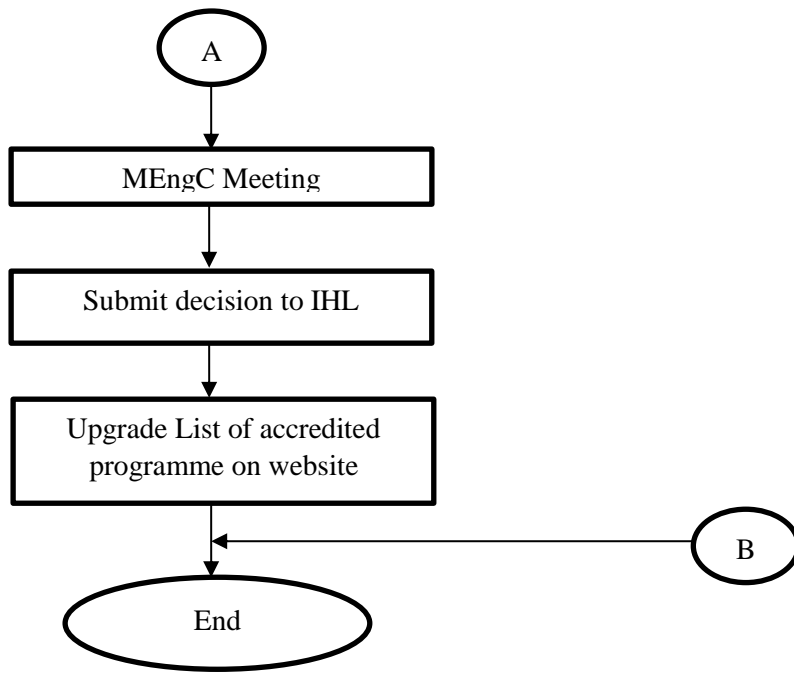 A
MEngC Meeting
Submit decision to IHL
Upgrade List of accredited
programme on website
B
End